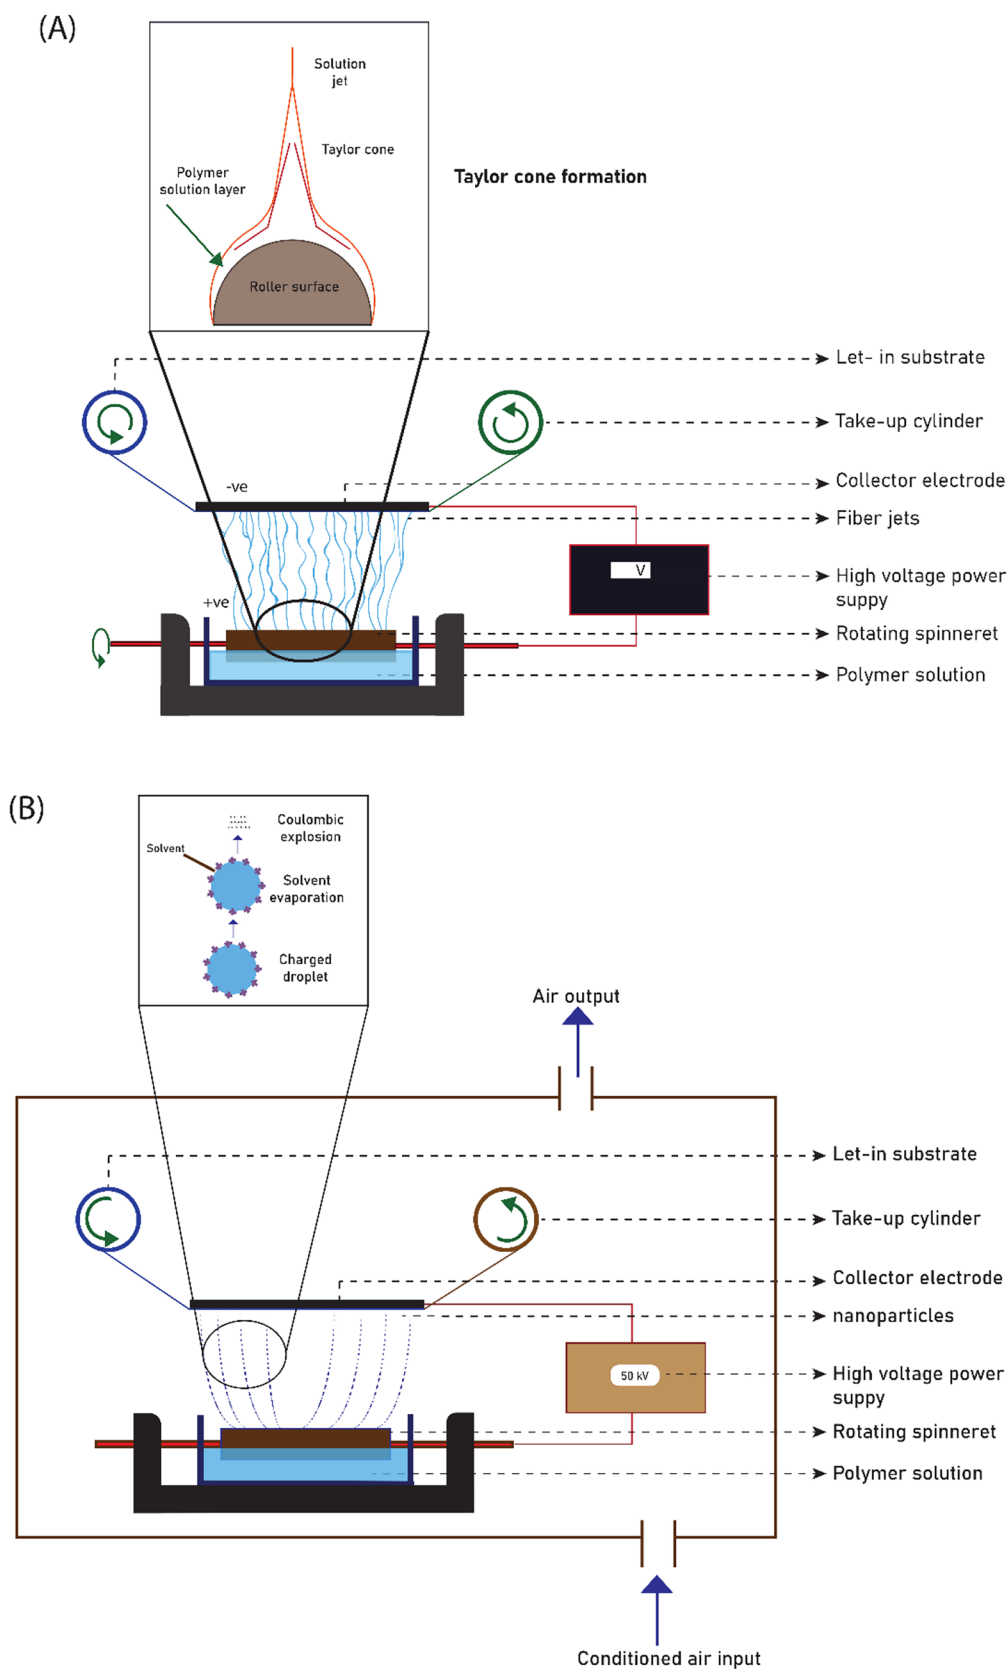 (A)
Solution
jet
Taylor cone
Polymer
solution layer
Roller surface
Taylor cone formation
Let- in substrate
Take-up cylinder
-ve
Collector electrode
Fiber jets
V
High voltage power
suppy
+ve
Rotating spinneret
Polymer solution
(B)
Coulombic
explosion
Solvent
Solvent
evaporation
Charged
droplet
Air output
Let-in substrate
Take-up cylinder
Collector electrode
nanoparticles
50 kV
High voltage power
suppy
Rotating spinneret
Polymer solution
Conditioned air input